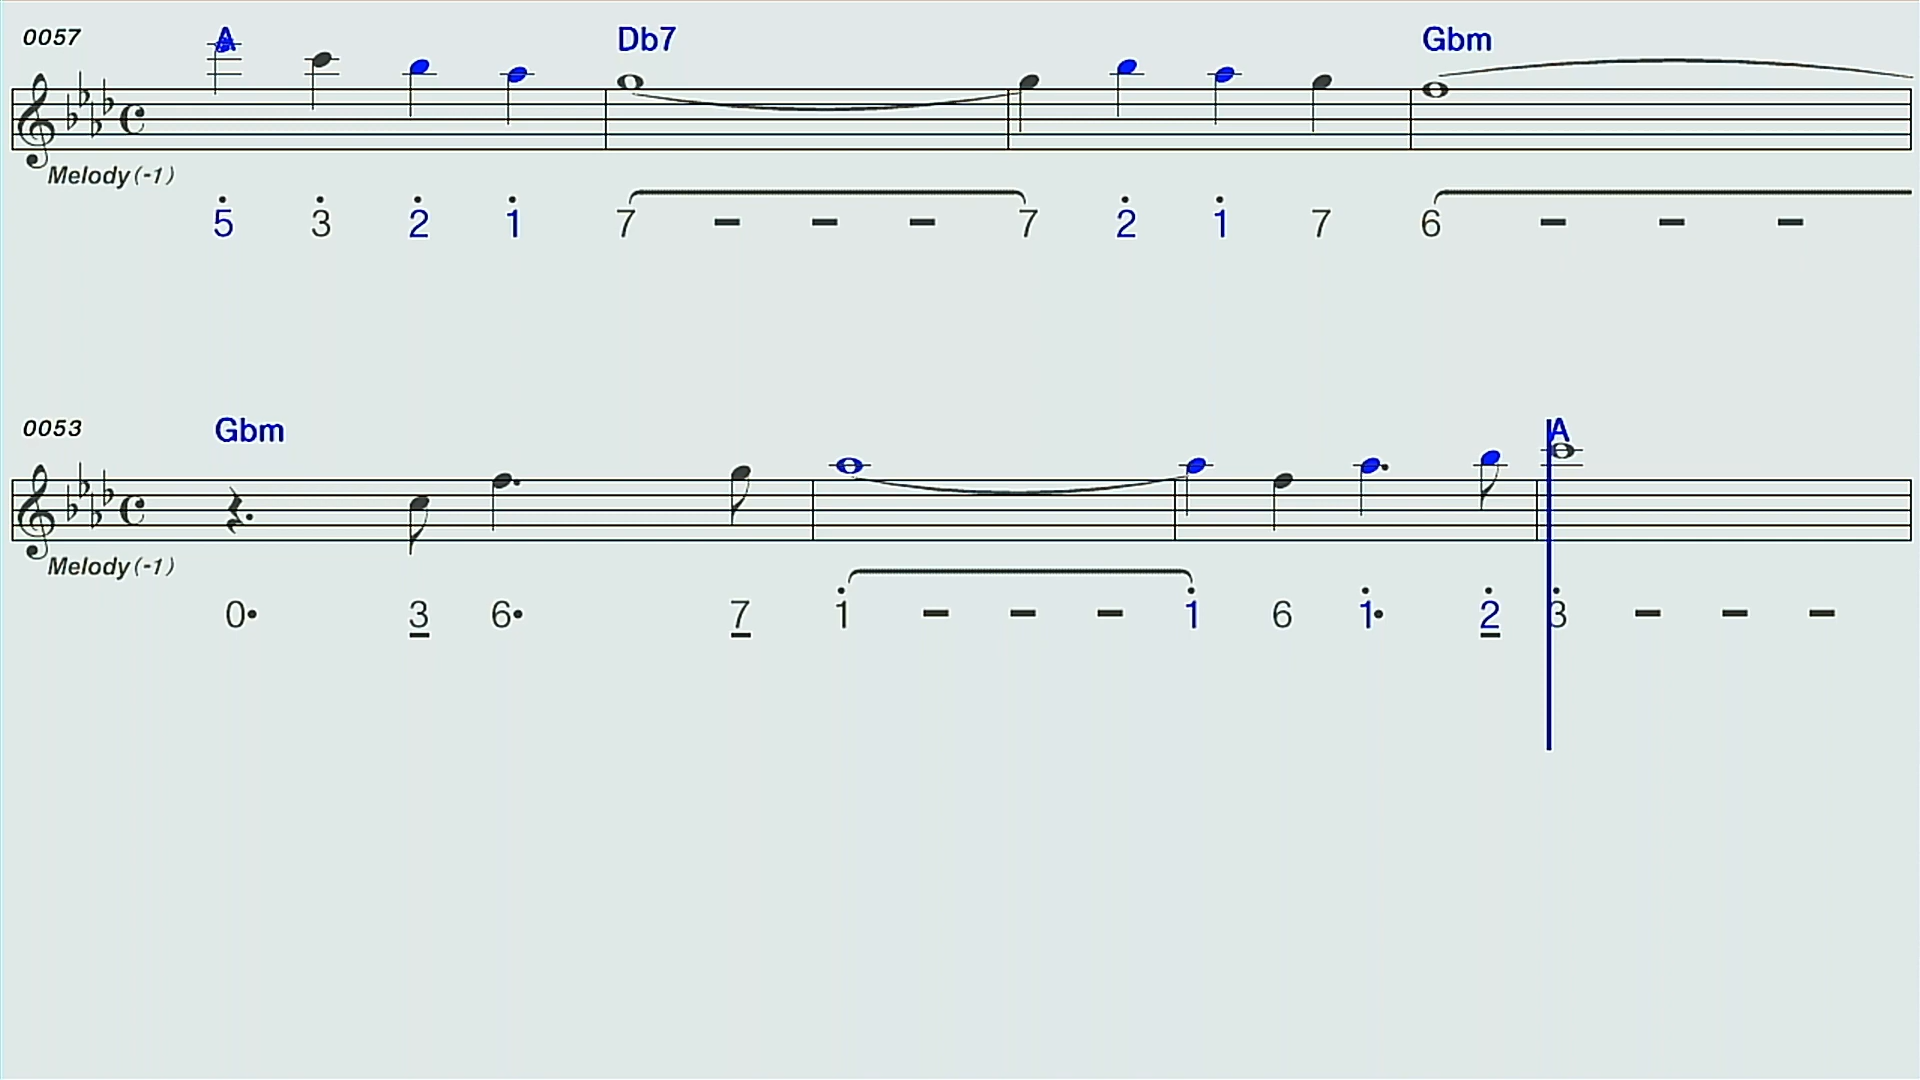 0057 A Db7 Gbm
Melody(-1)
5 3 2 1 7 - - - 7 2 1 7 6 - - -
0053 Gbm A
Melody(-1)
0• 3 6• 7 1 - - - 1 6 1• 2 3 - - -